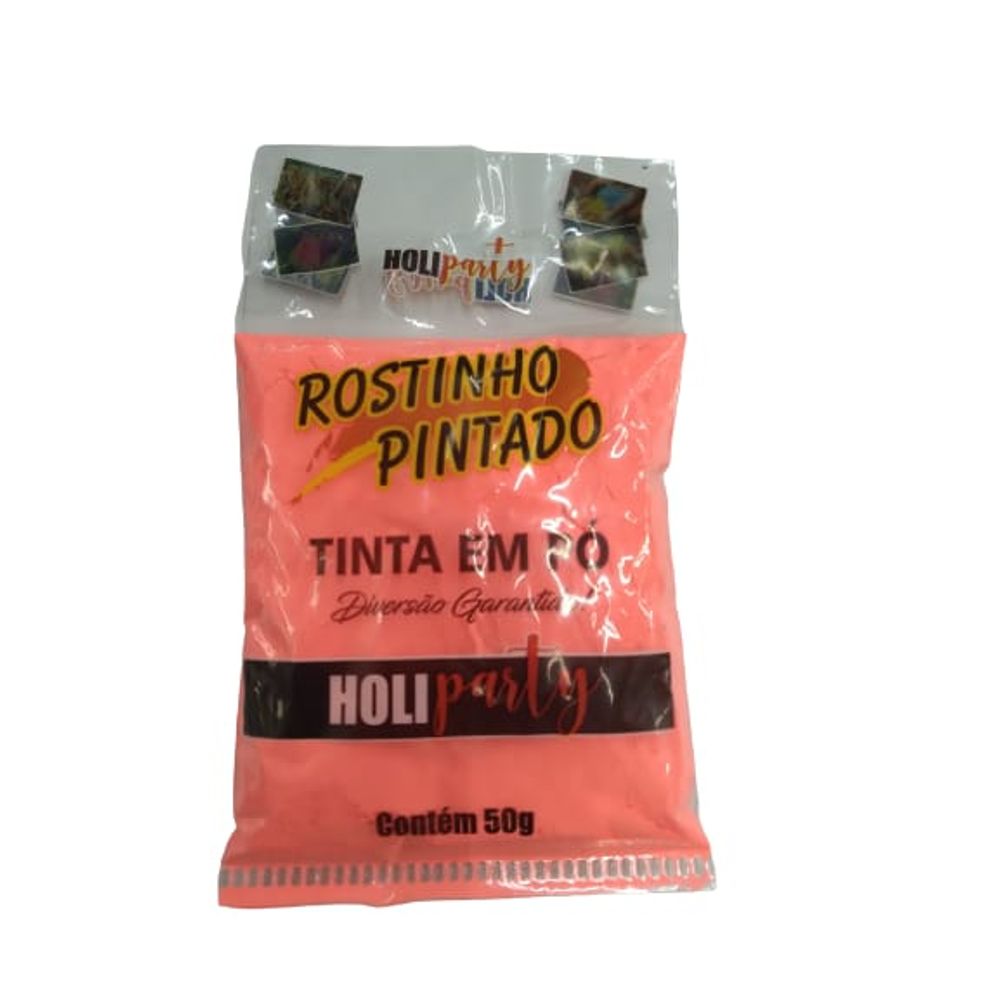 HOLI party
ROSTINHO
PINTADO
TINTA EM PÓ
Diversão Garantida!
HOLI party
Contém 50g